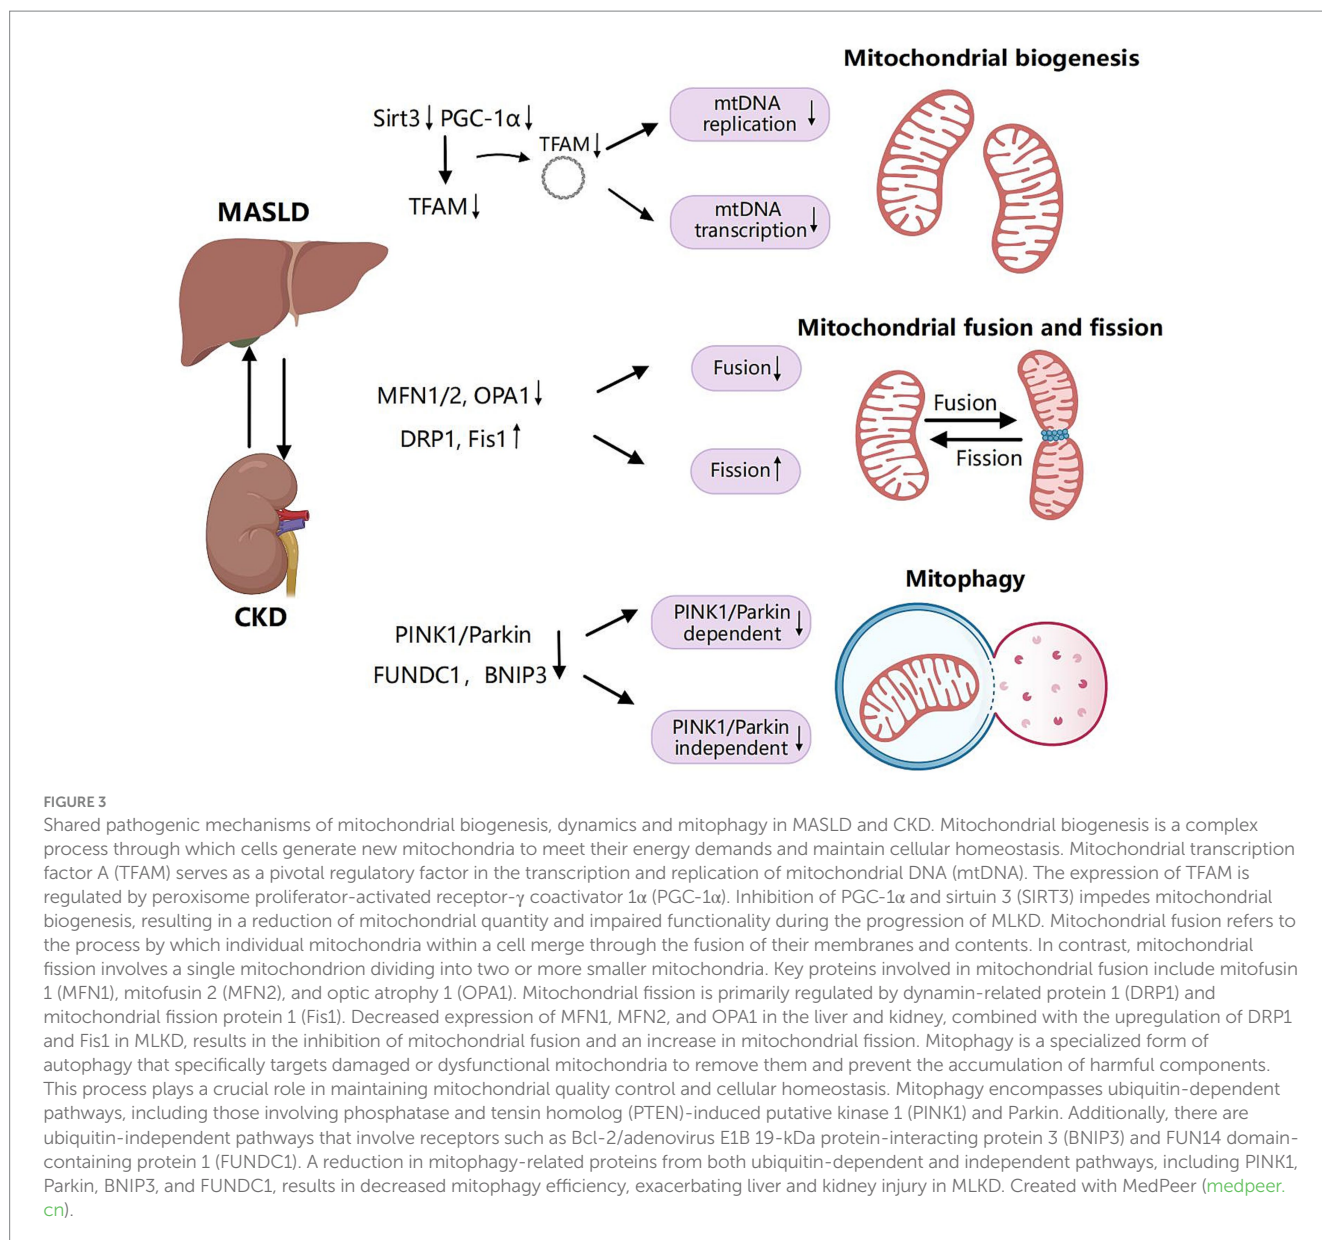 Mitochondrial biogenesis
Sirt3↓ PGC-1α↓
TFAM↓
TFAM↓
mtDNA
replication ↓
mtDNA
transcription ↓
MASLD
CKD
Mitochondrial fusion and fission
MFN1/2, OPA1↓
DRP1, Fis1↑
Fusion↓
Fission↑
Fusion
Fission
Mitophagy
PINK1/Parkin
FUNDC1, BNIP3 ↓
PINK1/Parkin
dependent ↓
PINK1/Parkin
independent ↓
FIGURE 3
Shared pathogenic mechanisms of mitochondrial biogenesis, dynamics and mitophagy in MASLD and CKD. Mitochondrial biogenesis is a complex
process through which cells generate new mitochondria to meet their energy demands and maintain cellular homeostasis. Mitochondrial transcription
factor A (TFAM) serves as a pivotal regulatory factor in the transcription and replication of mitochondrial DNA (mtDNA). The expression of TFAM is
regulated by peroxisome proliferator-activated receptor-γ coactivator 1α (PGC-1α). Inhibition of PGC-1α and sirtuin 3 (SIRT3) impedes mitochondrial
biogenesis, resulting in a reduction of mitochondrial quantity and impaired functionality during the progression of MLKD. Mitochondrial fusion refers to
the process by which individual mitochondria within a cell merge through the fusion of their membranes and contents. In contrast, mitochondrial
fission involves a single mitochondrion dividing into two or more smaller mitochondria. Key proteins involved in mitochondrial fusion include mitofusin
1 (MFN1), mitofusin 2 (MFN2), and optic atrophy 1 (OPA1). Mitochondrial fission is primarily regulated by dynamin-related protein 1 (DRP1) and
mitochondrial fission protein 1 (Fis1). Decreased expression of MFN1, MFN2, and OPA1 in the liver and kidney, combined with the upregulation of DRP1
and Fis1 in MLKD, results in the inhibition of mitochondrial fusion and an increase in mitochondrial fission. Mitophagy is a specialized form of
autophagy that specifically targets damaged or dysfunctional mitochondria to remove them and prevent the accumulation of harmful components.
This process plays a crucial role in maintaining mitochondrial quality control and cellular homeostasis. Mitophagy encompasses ubiquitin-dependent
pathways, including those involving phosphatase and tensin homolog (PTEN)-induced putative kinase 1 (PINK1) and Parkin. Additionally, there are
ubiquitin-independent pathways that involve receptors such as Bcl-2/adenovirus E1B 19-kDa protein-interacting protein 3 (BNIP3) and FUN14 domain-
containing protein 1 (FUNDC1). A reduction in mitophagy-related proteins from both ubiquitin-dependent and independent pathways, including PINK1,
Parkin, BNIP3, and FUNDC1, results in decreased mitophagy efficiency, exacerbating liver and kidney injury in MLKD. Created with MedPeer (medpeer.
cn).